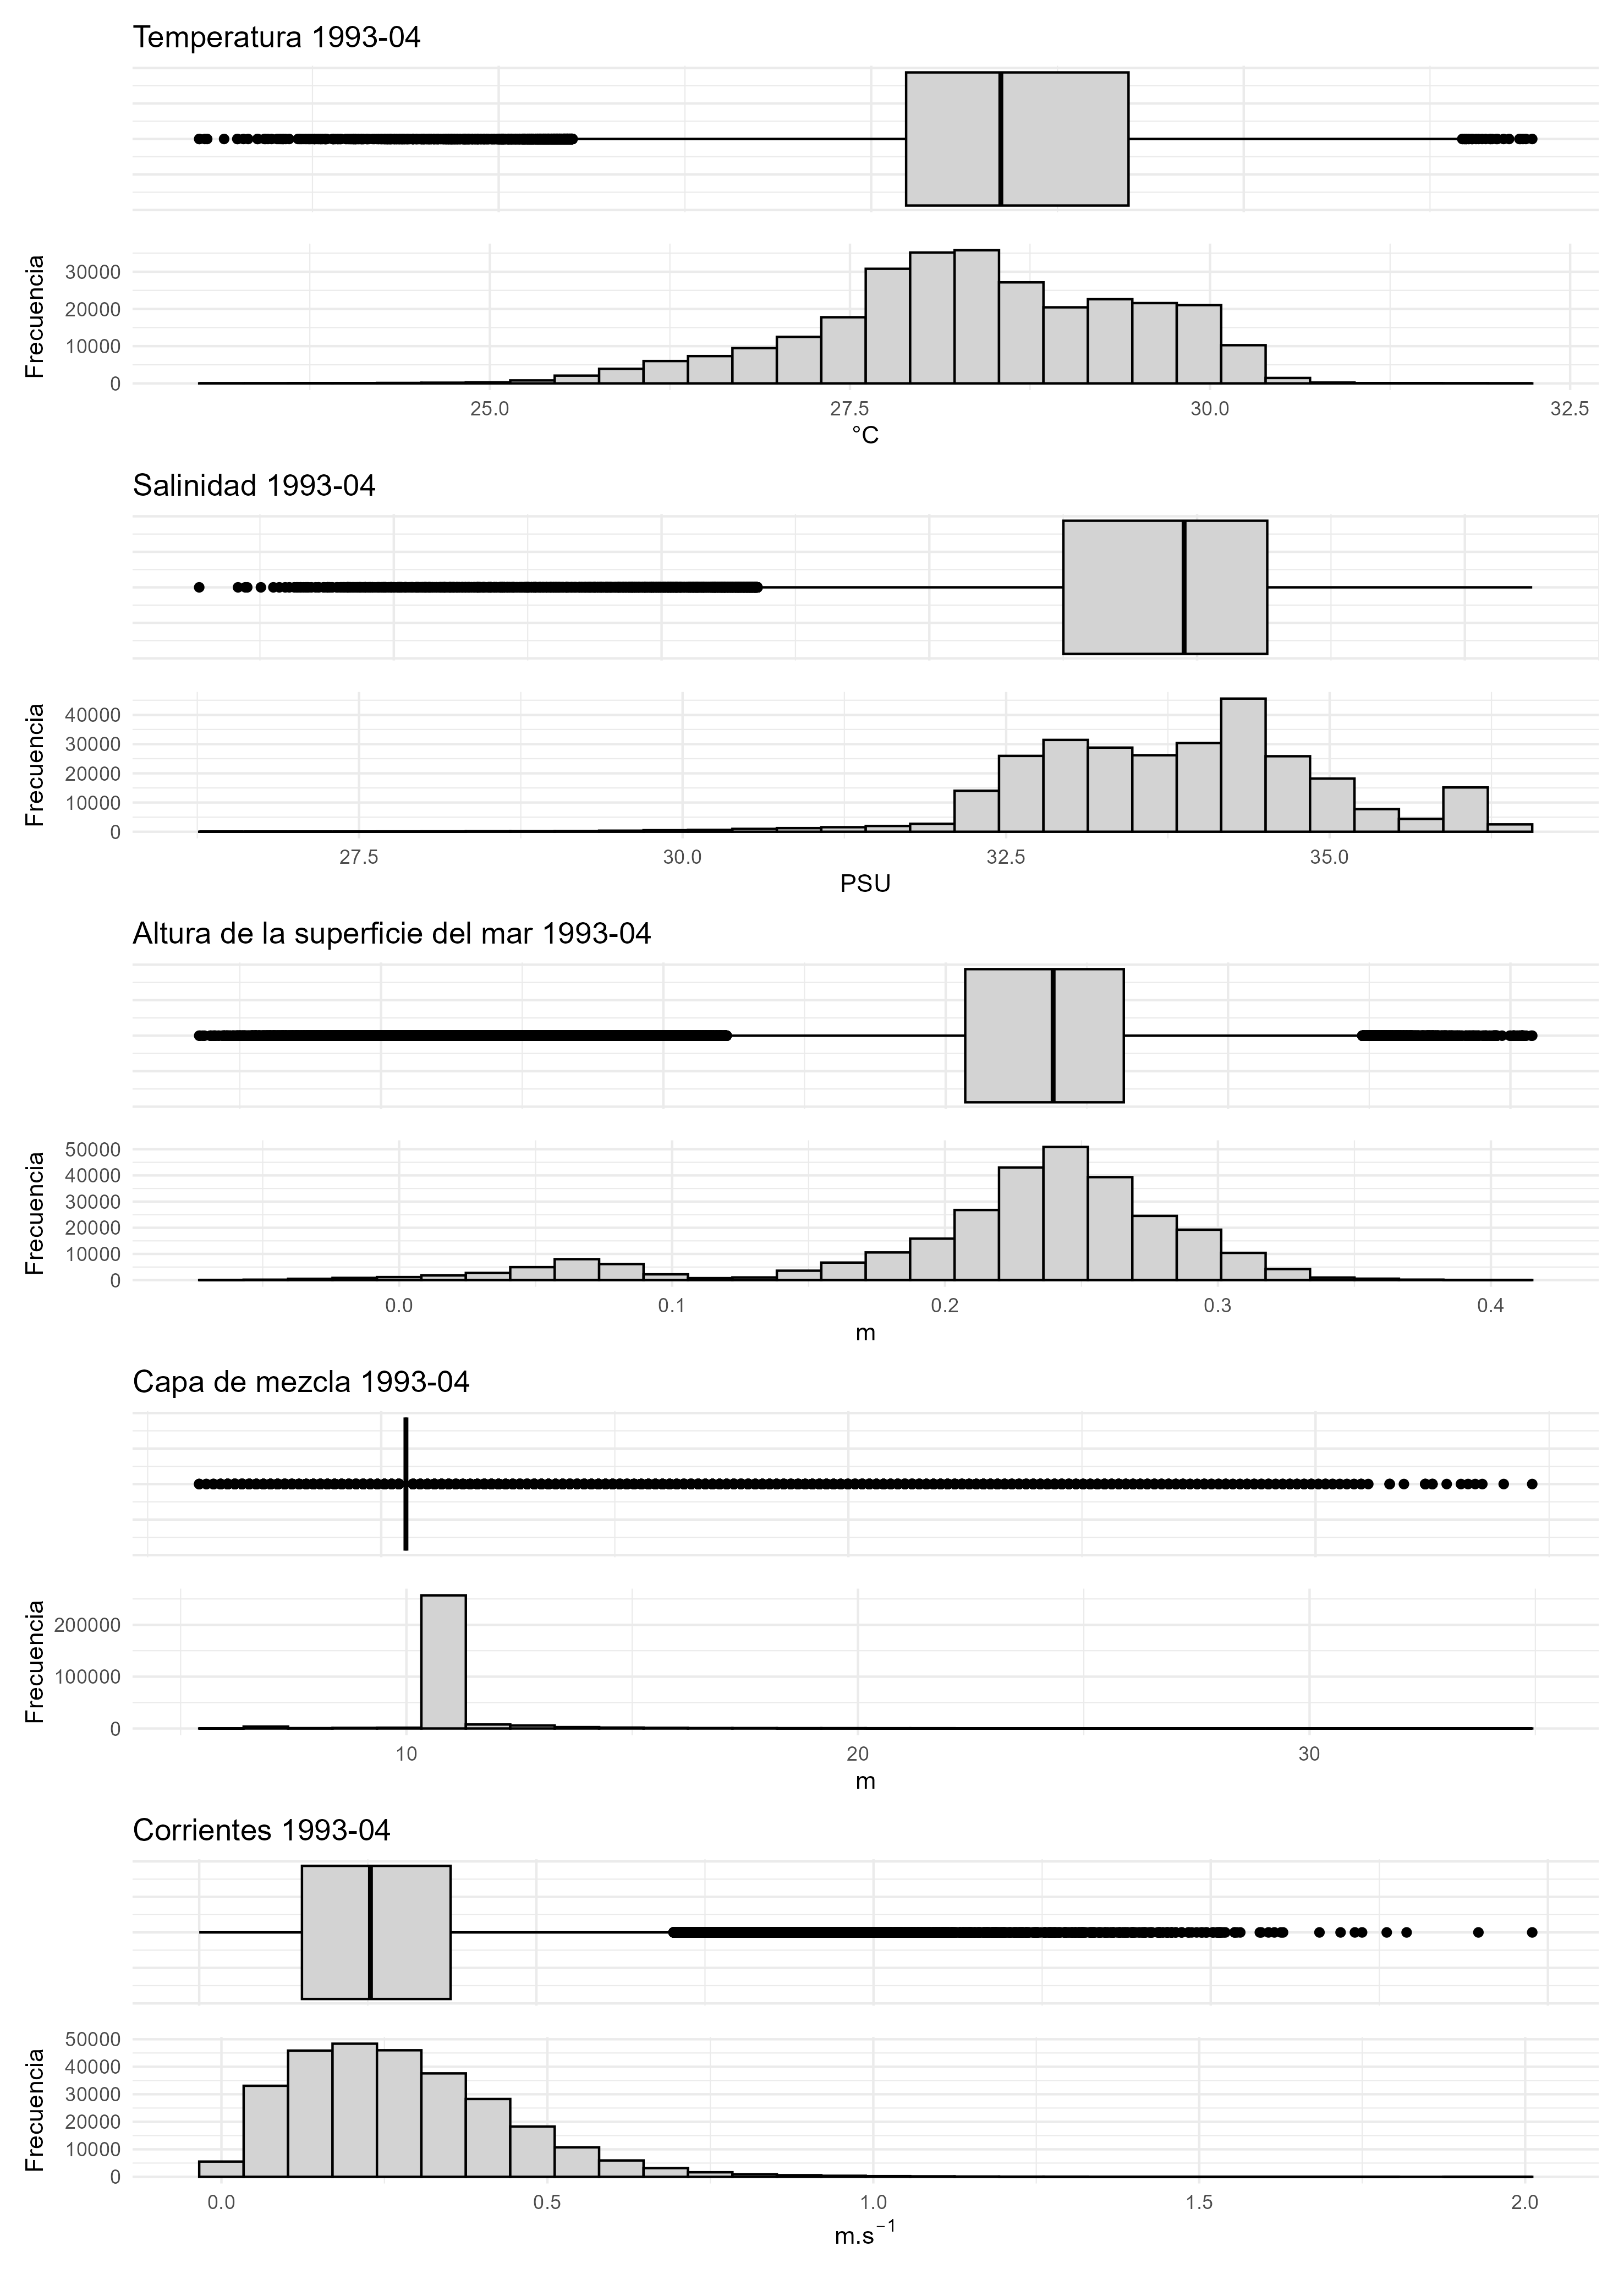 Temperatura 1993-04
Frecuencia
30000
20000
10000
0
25.0 27.5 30.0 32.5
°C
Salinidad 1993-04
Frecuencia
40000
30000
20000
10000
0
27.5 30.0 32.5 35.0
PSU
Altura de la superficie del mar 1993-04
Frecuencia
50000
40000
30000
20000
10000
0
0.0 0.1 0.2 0.3 0.4
m
Capa de mezcla 1993-04
Frecuencia
200000
100000
0
10 20 30
m
Corrientes 1993-04
Frecuencia
50000
40000
30000
20000
10000
0
0.0 0.5 1.0 1.5 2.0
m.s⁻¹